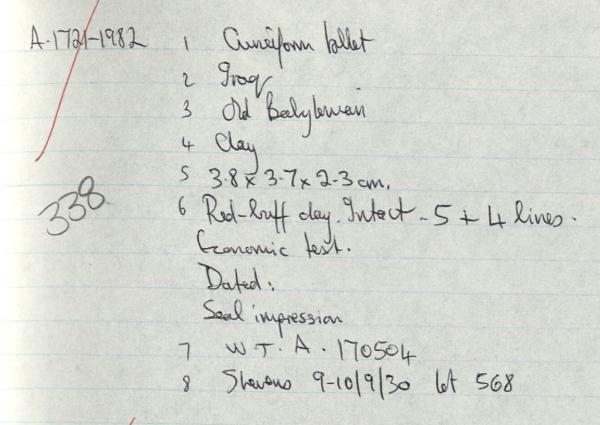 A.1721-1982 1 Cuneiform tablet
2 Iraq
3 Old Babylonian
4 Clay
5 3.8 x 3.7 x 2.3 cm.
338
6 Red-buff clay. Intact - 5 + 4 lines.
Economic text.
Dated:
Seal impression
7 W.T.A. 170504
8 Stevens 9-10/9/30 lot 568